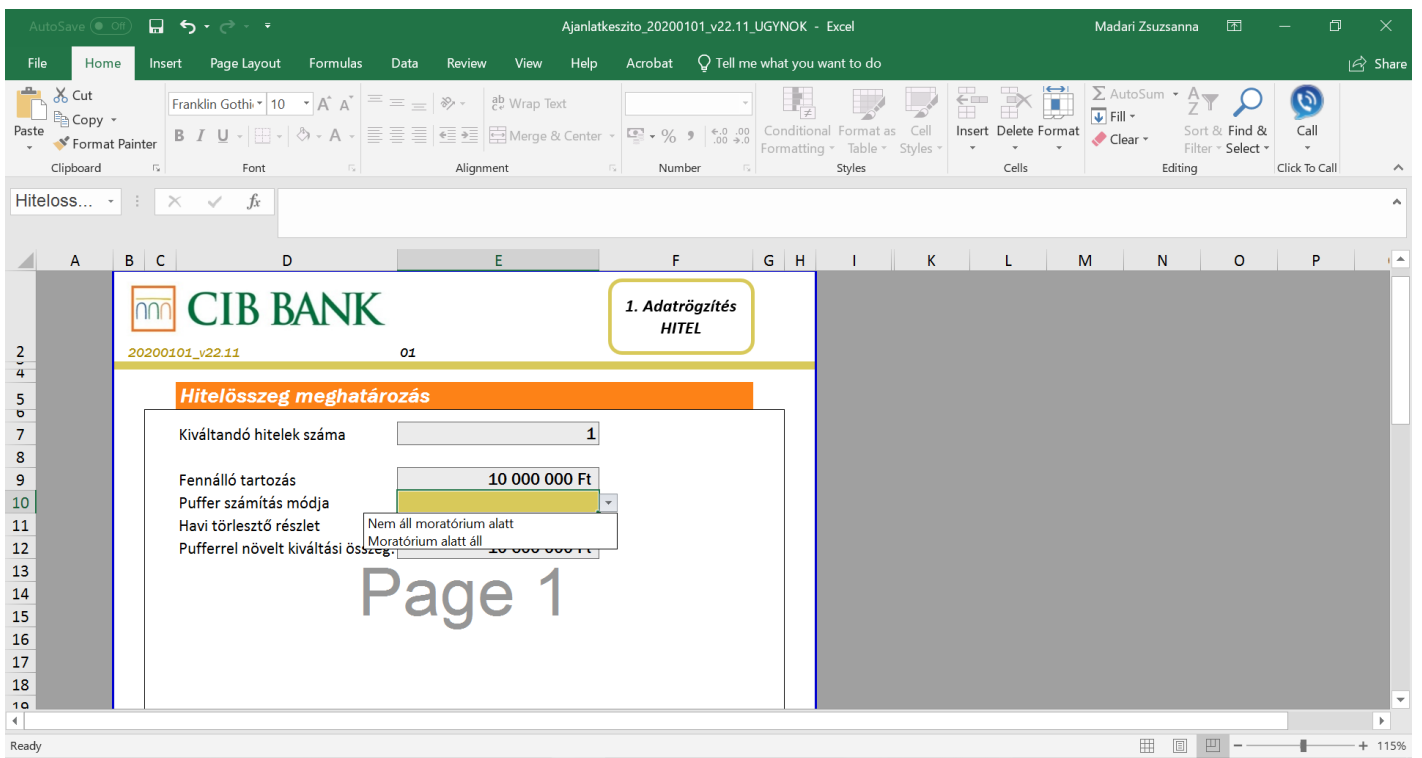 AutoSave Off Ajanlatkeszito_20200101_v22.11_UGYNOK - Excel Madari Zsuzsanna
File Home Insert Page Layout Formulas Data Review View Help Acrobat Tell me what you want to do Share
Paste
Cut
Copy
Format Painter
Clipboard
Franklin Gothi 10
B I U
Font
Wrap Text
Merge & Center
Alignment
Number
Conditional Formatting
Format as Table
Cell Styles
Styles
Insert Delete Format
Cells
AutoSum
Fill
Clear
Sort & Filter
Find & Select
Editing
Call
Click To Call
Hiteloss... fx
A B C D E F G H I K L M N O P
CIB BANK
1. Adatrögzítés
HITEL
2 20200101_v22.11 01
4
5 Hitelösszeg meghatározás
6
7 Kiváltandó hitelek száma 1
8
9 Fennálló tartozás 10 000 000 Ft
10 Puffer számítás módja
11 Havi törlesztő részlet Nem áll moratórium alatt
12 Pufferrel növelt kiváltási összeg: Moratórium alatt áll
13
14 Page 1
15
16
17
18
19
Ready 115%